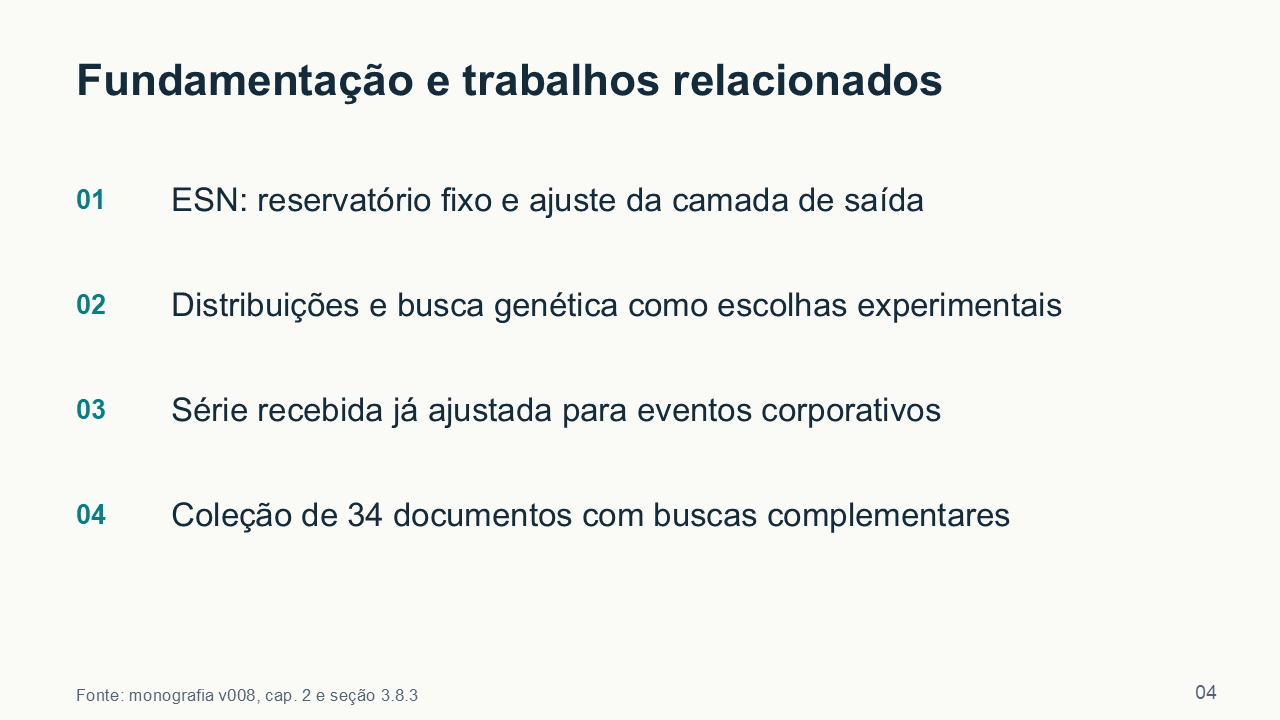 Fundamentação e trabalhos relacionados
01 ESN: reservatório fixo e ajuste da camada de saída
02 Distribuições e busca genética como escolhas experimentais
03 Série recebida já ajustada para eventos corporativos
04 Coleção de 34 documentos com buscas complementares
Fonte: monografia v008, cap. 2 e seção 3.8.3
04